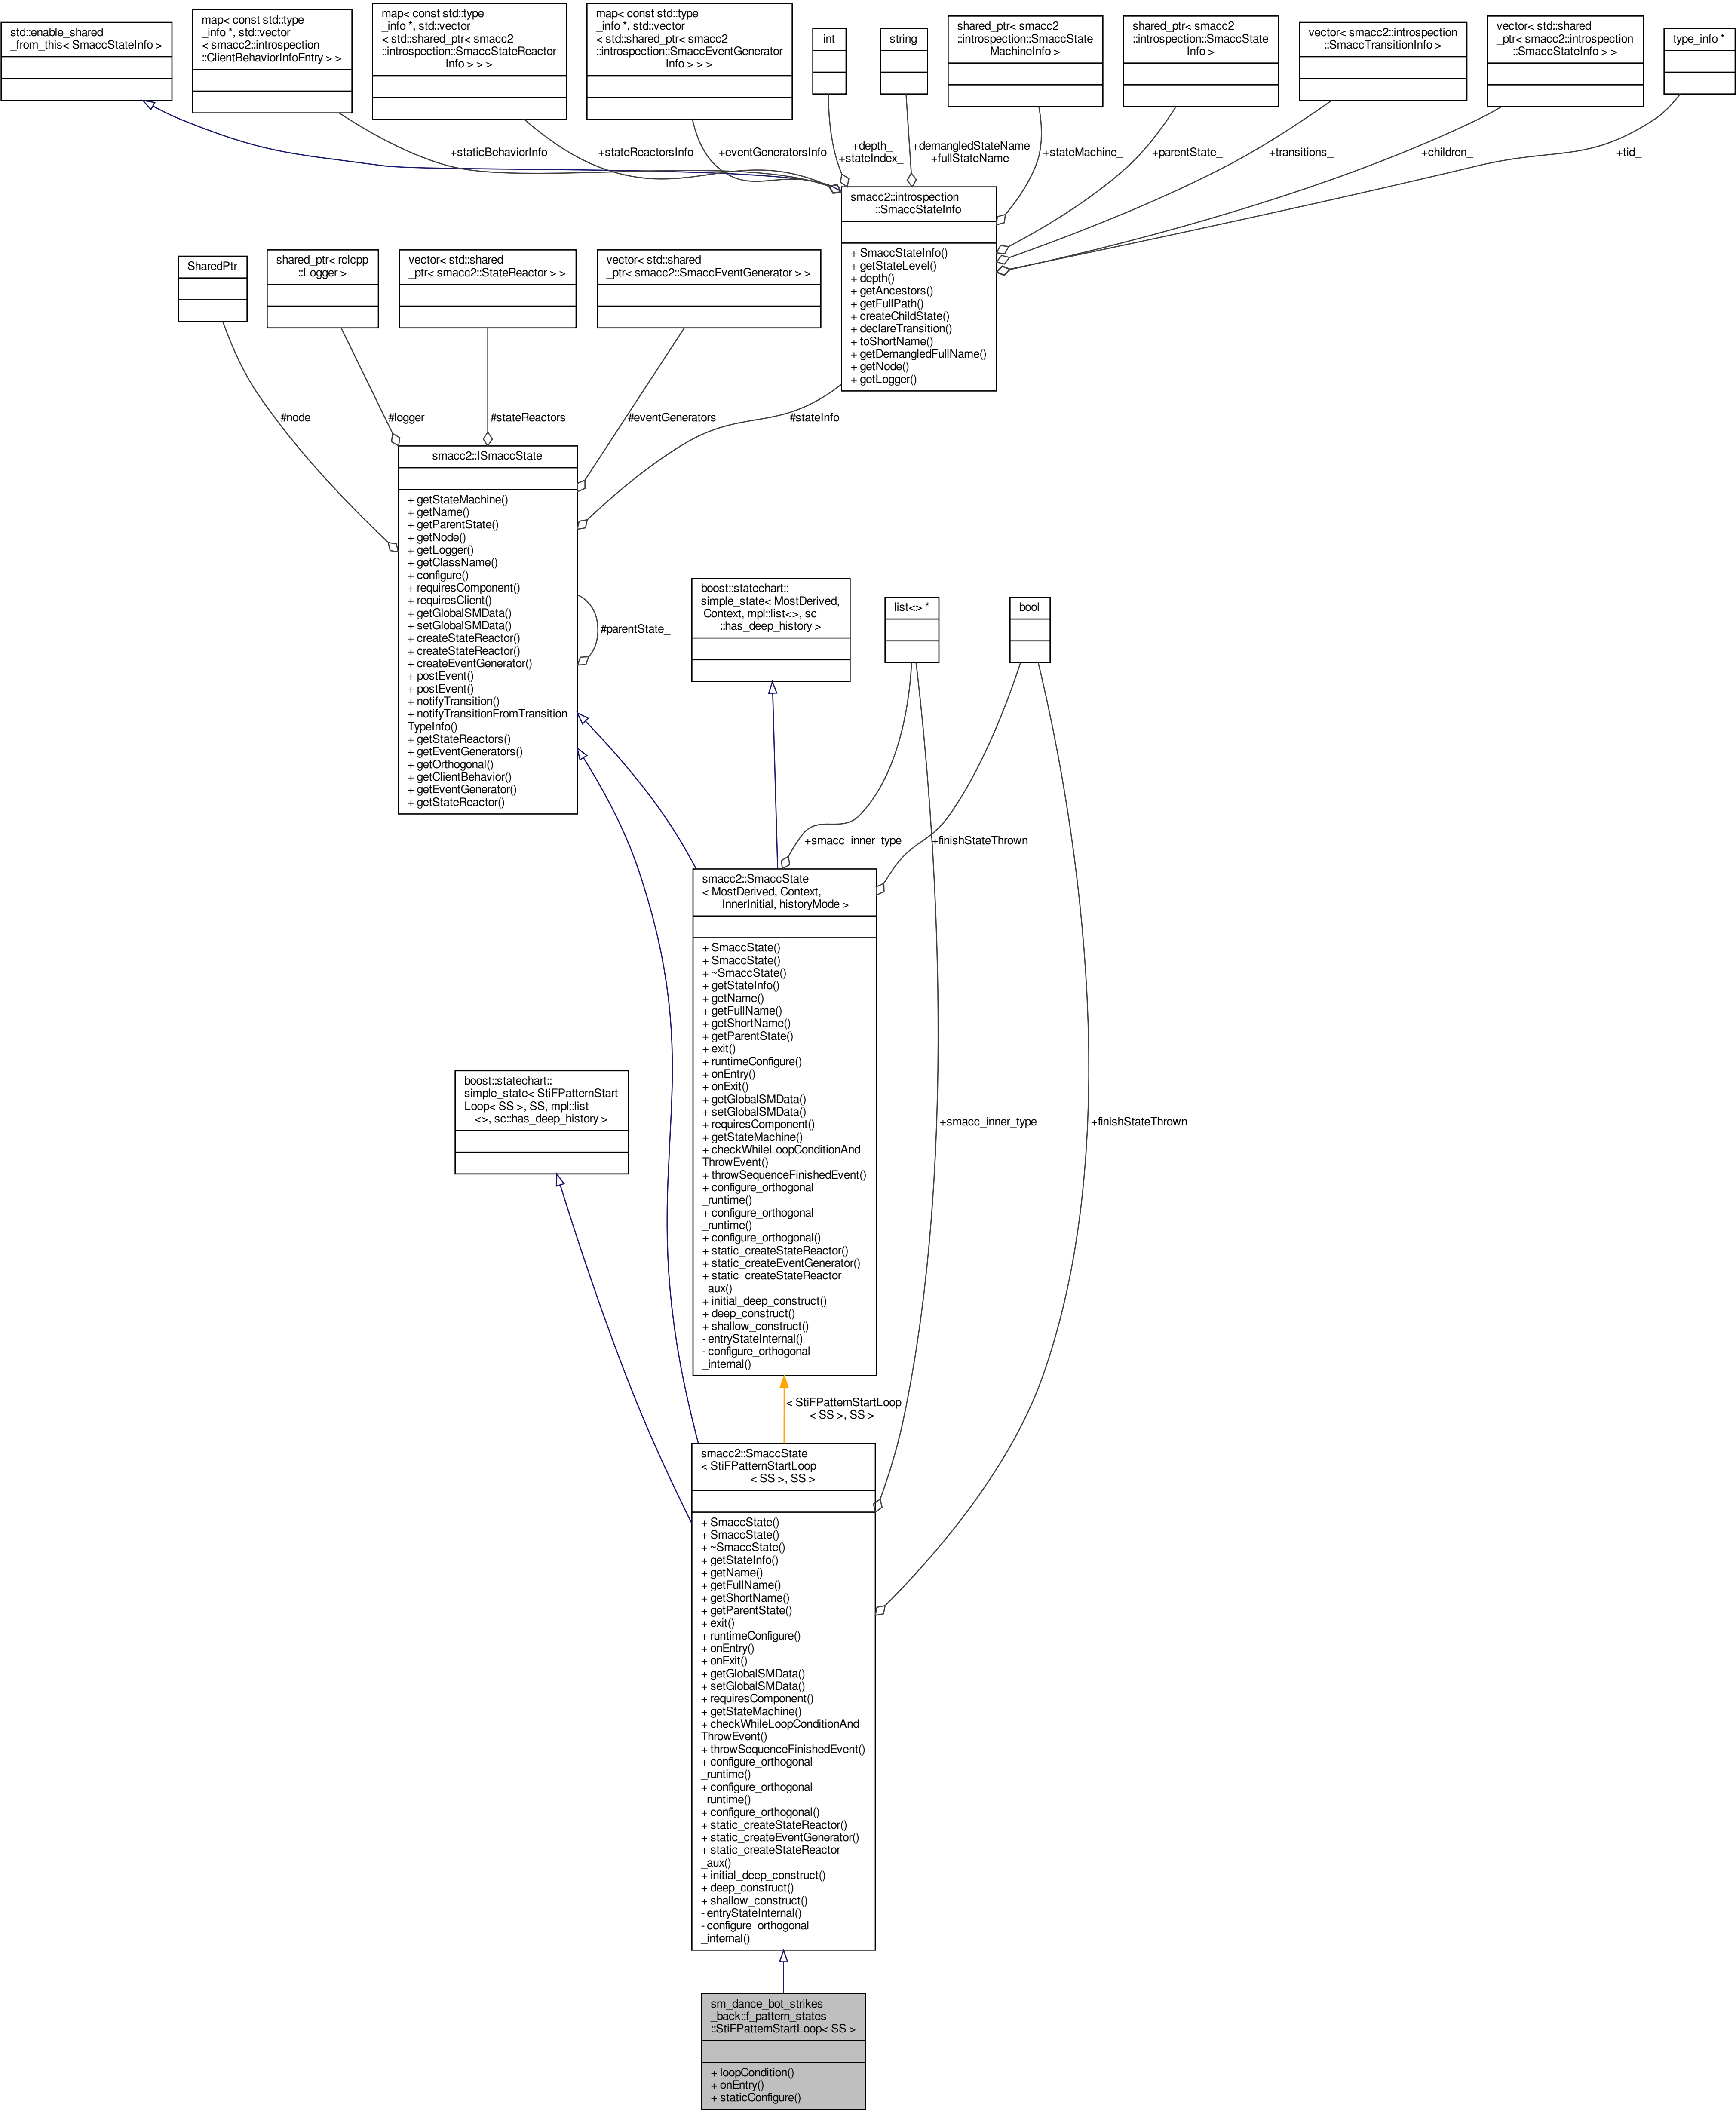 std::enable_shared
_from_this< SmaccStateInfo >
map< const std::type
_info *, std::vector
< smacc2::introspection
::ClientBehaviorInfoEntry > >
map< const std::type
_info *, std::vector
< std::shared_ptr< smacc2
::introspection::SmaccStateReactor
Info > > >
map< const std::type
_info *, std::vector
< std::shared_ptr< smacc2
::introspection::SmaccEventGenerator
Info > > >
int
string
shared_ptr< smacc2
::introspection::SmaccState
MachineInfo >
shared_ptr< smacc2
::introspection::SmaccState
Info >
vector< smacc2::introspection
::SmaccTransitionInfo >
vector< std::shared
_ptr< smacc2::introspection
::SmaccStateInfo > >
type_info *
+staticBehaviorInfo
+stateReactorsInfo
+eventGeneratorsInfo
+depth_
+stateIndex_
+demangledStateName
+fullStateName
+stateMachine_
+parentState_
+transitions_
+children_
+tid_
smacc2::introspection
::SmaccStateInfo
+ SmaccStateInfo()
+ getStateLevel()
+ depth()
+ getAncestors()
+ getFullPath()
+ createChildState()
+ declareTransition()
+ toShortName()
+ getDemangledFullName()
+ getNode()
+ getLogger()
SharedPtr
shared_ptr< rclcpp
::Logger >
vector< std::shared
_ptr< smacc2::StateReactor > >
vector< std::shared
_ptr< smacc2::SmaccEventGenerator > >
#node_
#logger_
#stateReactors_
#eventGenerators_
#stateInfo_
smacc2::ISmaccState
+ getStateMachine()
+ getName()
+ getParentState()
+ getNode()
+ getLogger()
+ getClassName()
+ configure()
+ requiresComponent()
+ requiresClient()
+ getGlobalSMData()
+ setGlobalSMData()
+ createStateReactor()
+ createStateReactor()
+ createEventGenerator()
+ postEvent()
+ postEvent()
+ notifyTransition()
+ notifyTransitionFromTransition
TypeInfo()
+ getStateReactors()
+ getEventGenerators()
+ getOrthogonal()
+ getClientBehavior()
+ getEventGenerator()
+ getStateReactor()
#parentState_
boost::statechart::
simple_state< MostDerived,
Context, mpl::list<>, sc
::has_deep_history >
list<> *
bool
+smacc_inner_type
+finishStateThrown
smacc2::SmaccState
< MostDerived, Context,
InnerInitial, historyMode >
+ SmaccState()
+ SmaccState()
+ ~SmaccState()
+ getStateInfo()
+ getName()
+ getFullName()
+ getShortName()
+ getParentState()
+ exit()
+ runtimeConfigure()
+ onEntry()
+ onExit()
+ getGlobalSMData()
+ setGlobalSMData()
+ requiresComponent()
+ getStateMachine()
+ checkWhileLoopConditionAnd
ThrowEvent()
+ throwSequenceFinishedEvent()
+ configure_orthogonal
_runtime()
+ configure_orthogonal
_runtime()
+ configure_orthogonal()
+ static_createStateReactor()
+ static_createEventGenerator()
+ static_createStateReactor
_aux()
+ initial_deep_construct()
+ deep_construct()
+ shallow_construct()
- entryStateInternal()
- configure_orthogonal
_internal()
boost::statechart::
simple_state< StiFPatternStart
Loop< SS >, SS, mpl::list
<>, sc::has_deep_history >
+smacc_inner_type
+finishStateThrown
< StiFPatternStartLoop
< SS >, SS >
smacc2::SmaccState
< StiFPatternStartLoop
< SS >, SS >
+ SmaccState()
+ SmaccState()
+ ~SmaccState()
+ getStateInfo()
+ getName()
+ getFullName()
+ getShortName()
+ getParentState()
+ exit()
+ runtimeConfigure()
+ onEntry()
+ onExit()
+ getGlobalSMData()
+ setGlobalSMData()
+ requiresComponent()
+ getStateMachine()
+ checkWhileLoopConditionAnd
ThrowEvent()
+ throwSequenceFinishedEvent()
+ configure_orthogonal
_runtime()
+ configure_orthogonal
_runtime()
+ configure_orthogonal()
+ static_createStateReactor()
+ static_createEventGenerator()
+ static_createStateReactor
_aux()
+ initial_deep_construct()
+ deep_construct()
+ shallow_construct()
- entryStateInternal()
- configure_orthogonal
_internal()
sm_dance_bot_strikes
_back::f_pattern_states
::StiFPatternStartLoop< SS >
+ loopCondition()
+ onEntry()
+ staticConfigure()